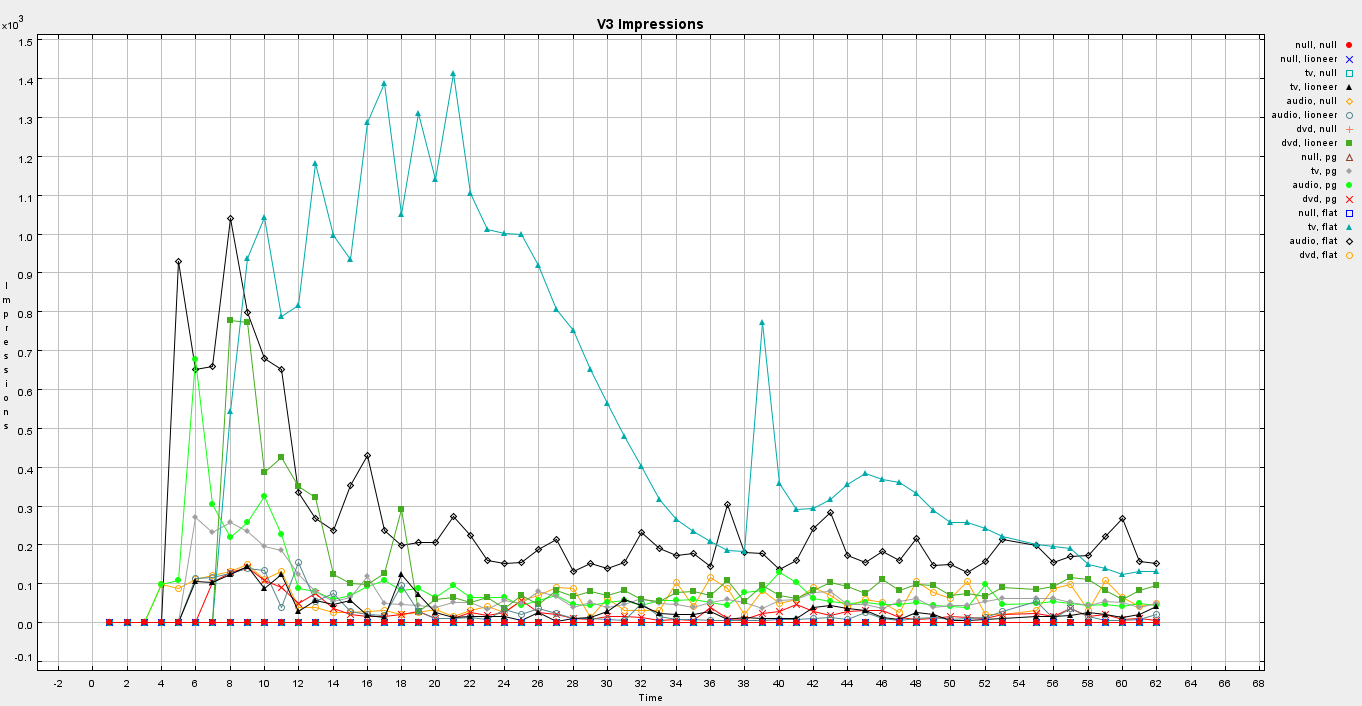 V3 Impressions
x10³
1.5
1.4
1.3
1.2
1.1
1.0
0.9
0.8
0.7
0.6
0.5
0.4
0.3
0.2
0.1
0.0
-0.1
Impressions
-2 0 2 4 6 8 10 12 14 16 18 20 22 24 26 28 30 32 34 36 38 40 42 44 46 48 50 52 54 56 58 60 62 64 66 68
Time
null, null
null, lioneer
tv, null
tv, lioneer
audio, null
audio, lioneer
dvd, null
dvd, lioneer
null, pg
tv, pg
audio, pg
dvd, pg
null, flat
tv, flat
audio, flat
dvd, flat